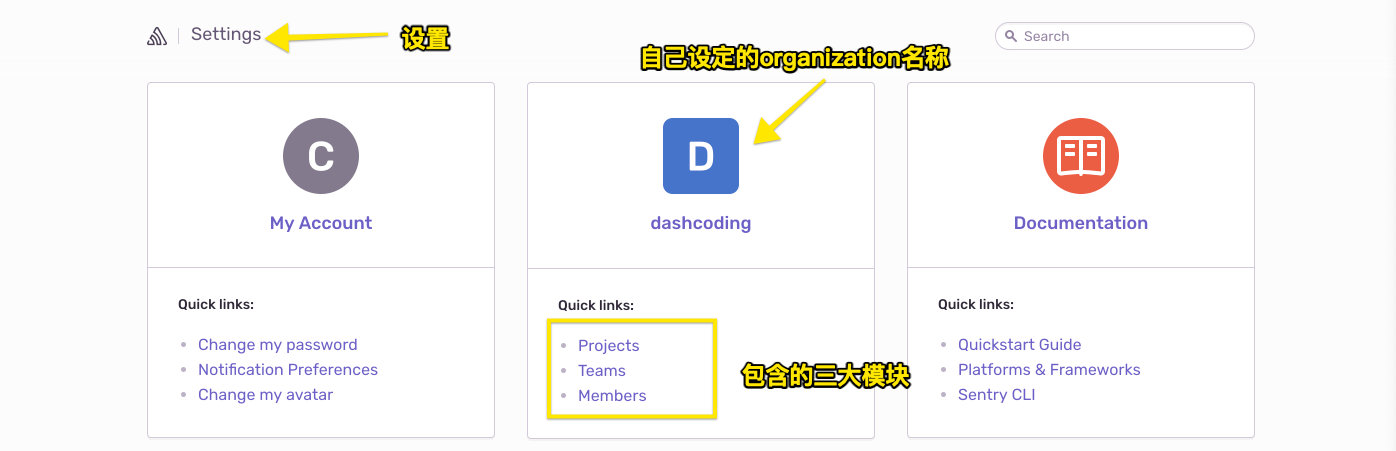 Settings
设置
Search
自己设定的organization名称
C
My Account
Quick links:
Change my password
Notification Preferences
Change my avatar
D
dashcoding
Quick links:
Projects
Teams
Members
包含的三大模块
Documentation
Quick links:
Quickstart Guide
Platforms & Frameworks
Sentry CLI